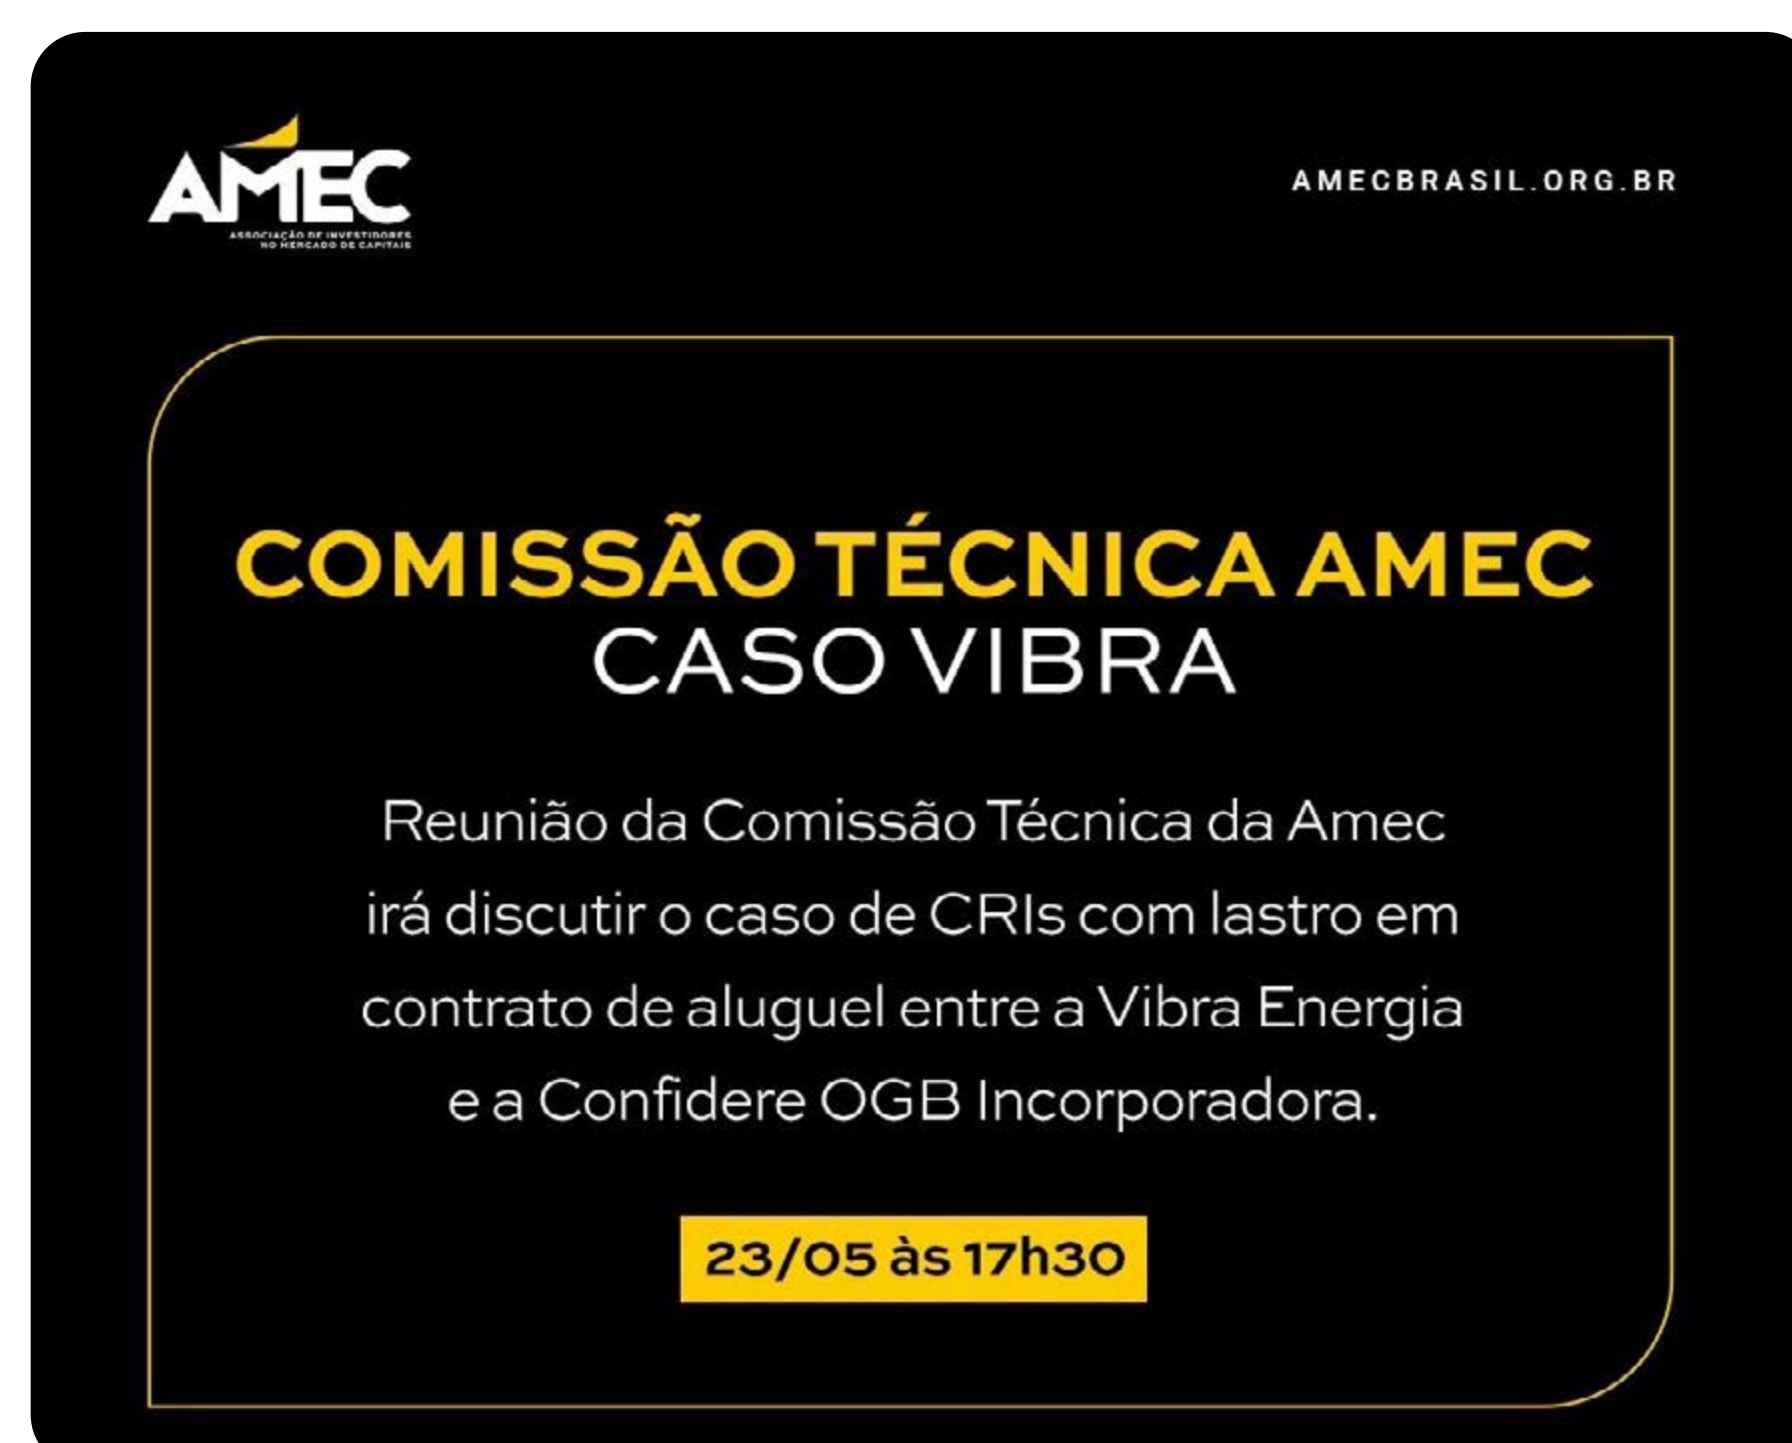 AMEC
ASSOCIAÇÃO DE INVESTIDORES
NO MERCADO DE CAPITAIS
AMECBRASIL.ORG.BR
COMISSÃO TÉCNICA AMEC
CASO VIBRA
Reunião da Comissão Técnica da Amec
irá discutir o caso de CRIs com lastro em
contrato de aluguel entre a Vibra Energia
e a Confidere OGB Incorporadora.
23/05 às 17h30